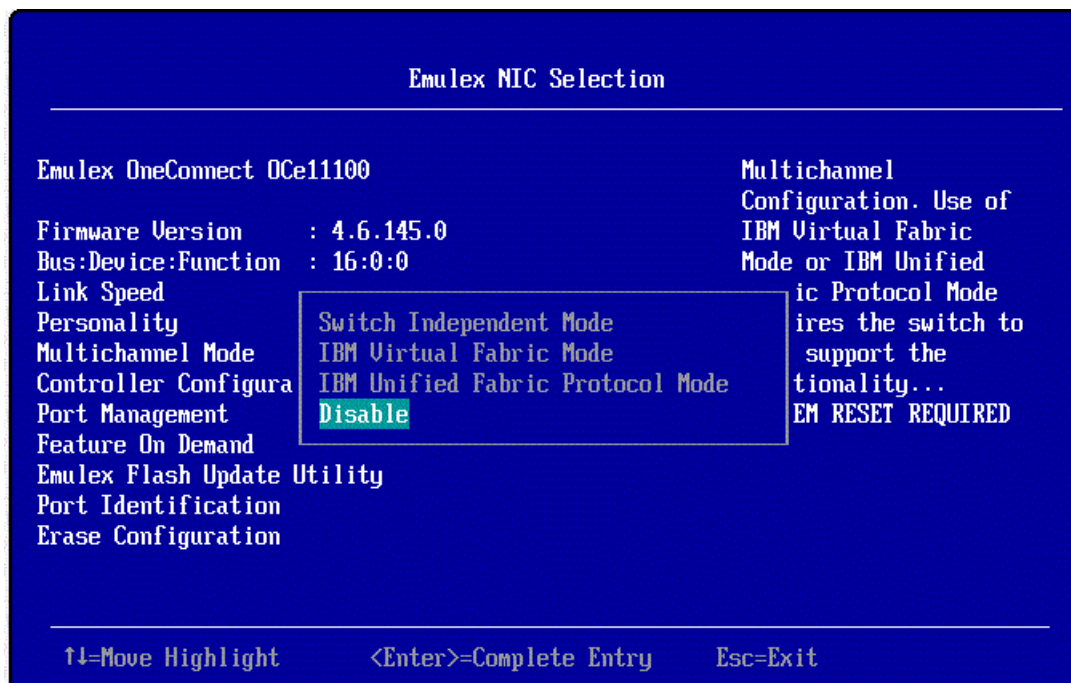 Emulex NIC Selection
Emulex OneConnect OCe11100
Firmware Version : 4.6.145.0
Bus:Device:Function : 16:0:0
Link Speed
Personality
Multichannel Mode
Controller Configura
Port Management
Feature On Demand
Emulex Flash Update Utility
Port Identification
Erase Configuration
Switch Independent Mode
IBM Virtual Fabric Mode
IBM Unified Fabric Protocol Mode
Disable
Multichannel
Configuration. Use of
IBM Virtual Fabric
Mode or IBM Unified
ic Protocol Mode
ires the switch to
support the
tionality...
EM RESET REQUIRED
↑↓=Move Highlight <Enter>=Complete Entry Esc=Exit